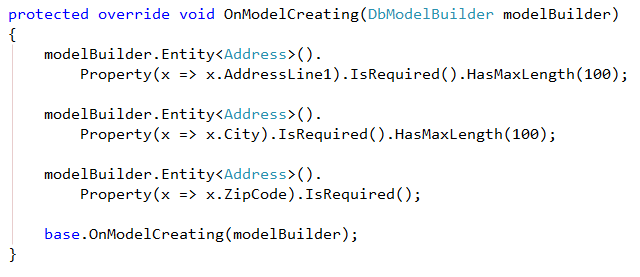 protected override void OnModelCreating(DbModelBuilder modelBuilder)
{
    modelBuilder.Entity<Address>().
        Property(x => x.AddressLine1).IsRequired().HasMaxLength(100);

    modelBuilder.Entity<Address>().
        Property(x => x.City).IsRequired().HasMaxLength(100);

    modelBuilder.Entity<Address>().
        Property(x => x.ZipCode).IsRequired();

    base.OnModelCreating(modelBuilder);
}